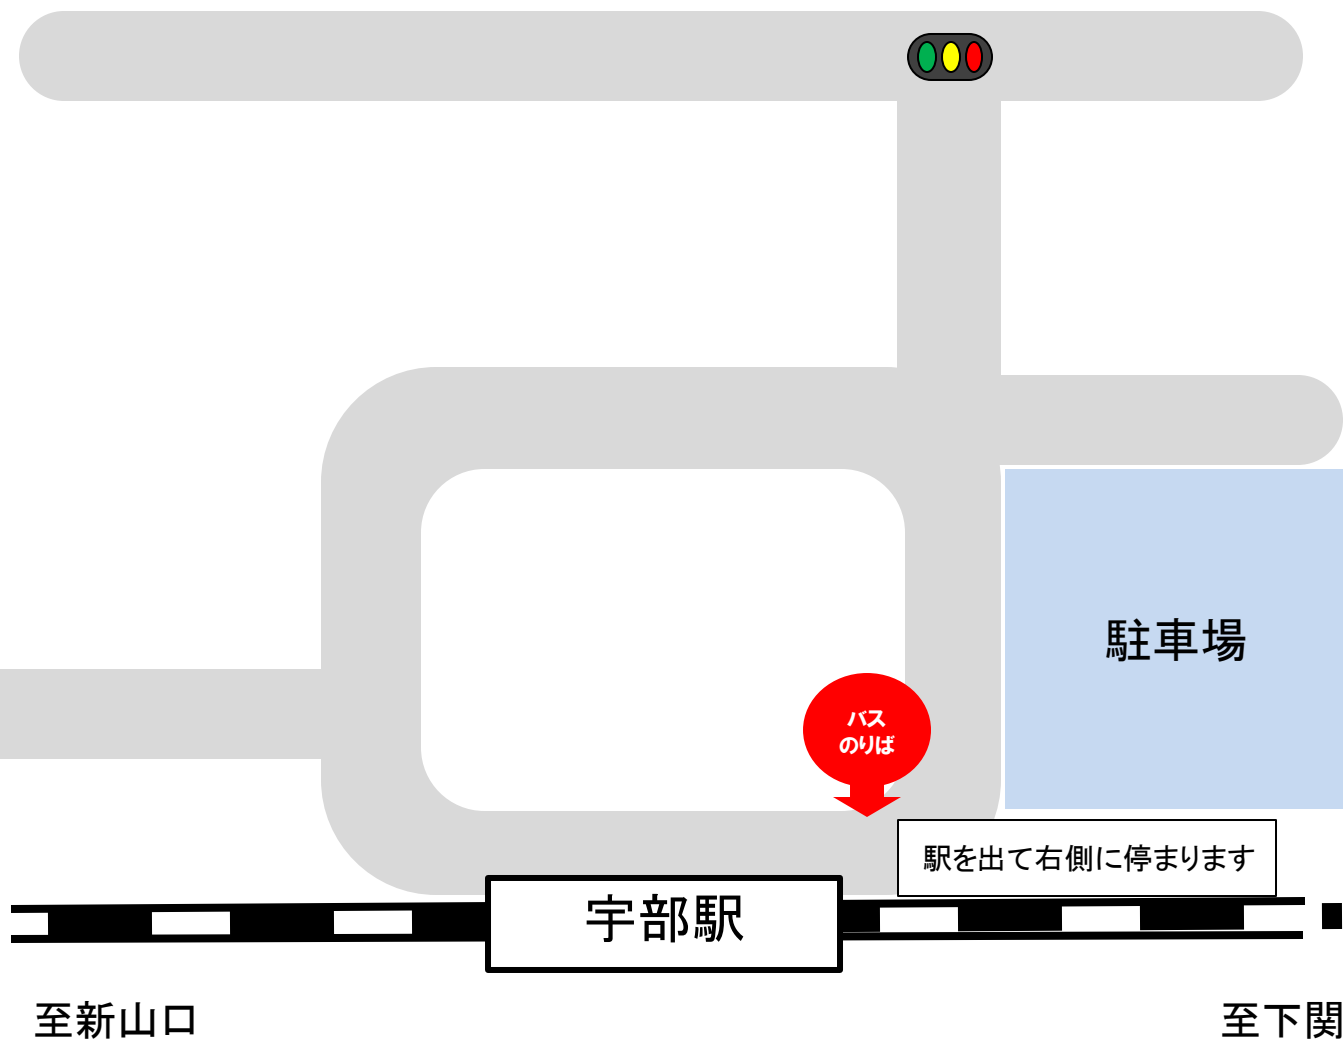 駐車場
バス
のりば
駅を出て右側に停まります
宇部駅
至新山口
至下関